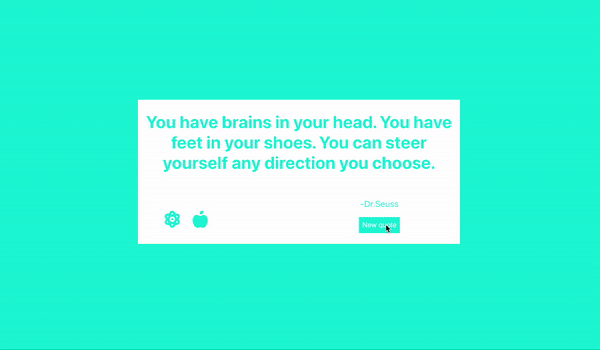 You have brains in your head. You have
feet in your shoes. You can steer
yourself any direction you choose.
-Dr.Seuss
New quote